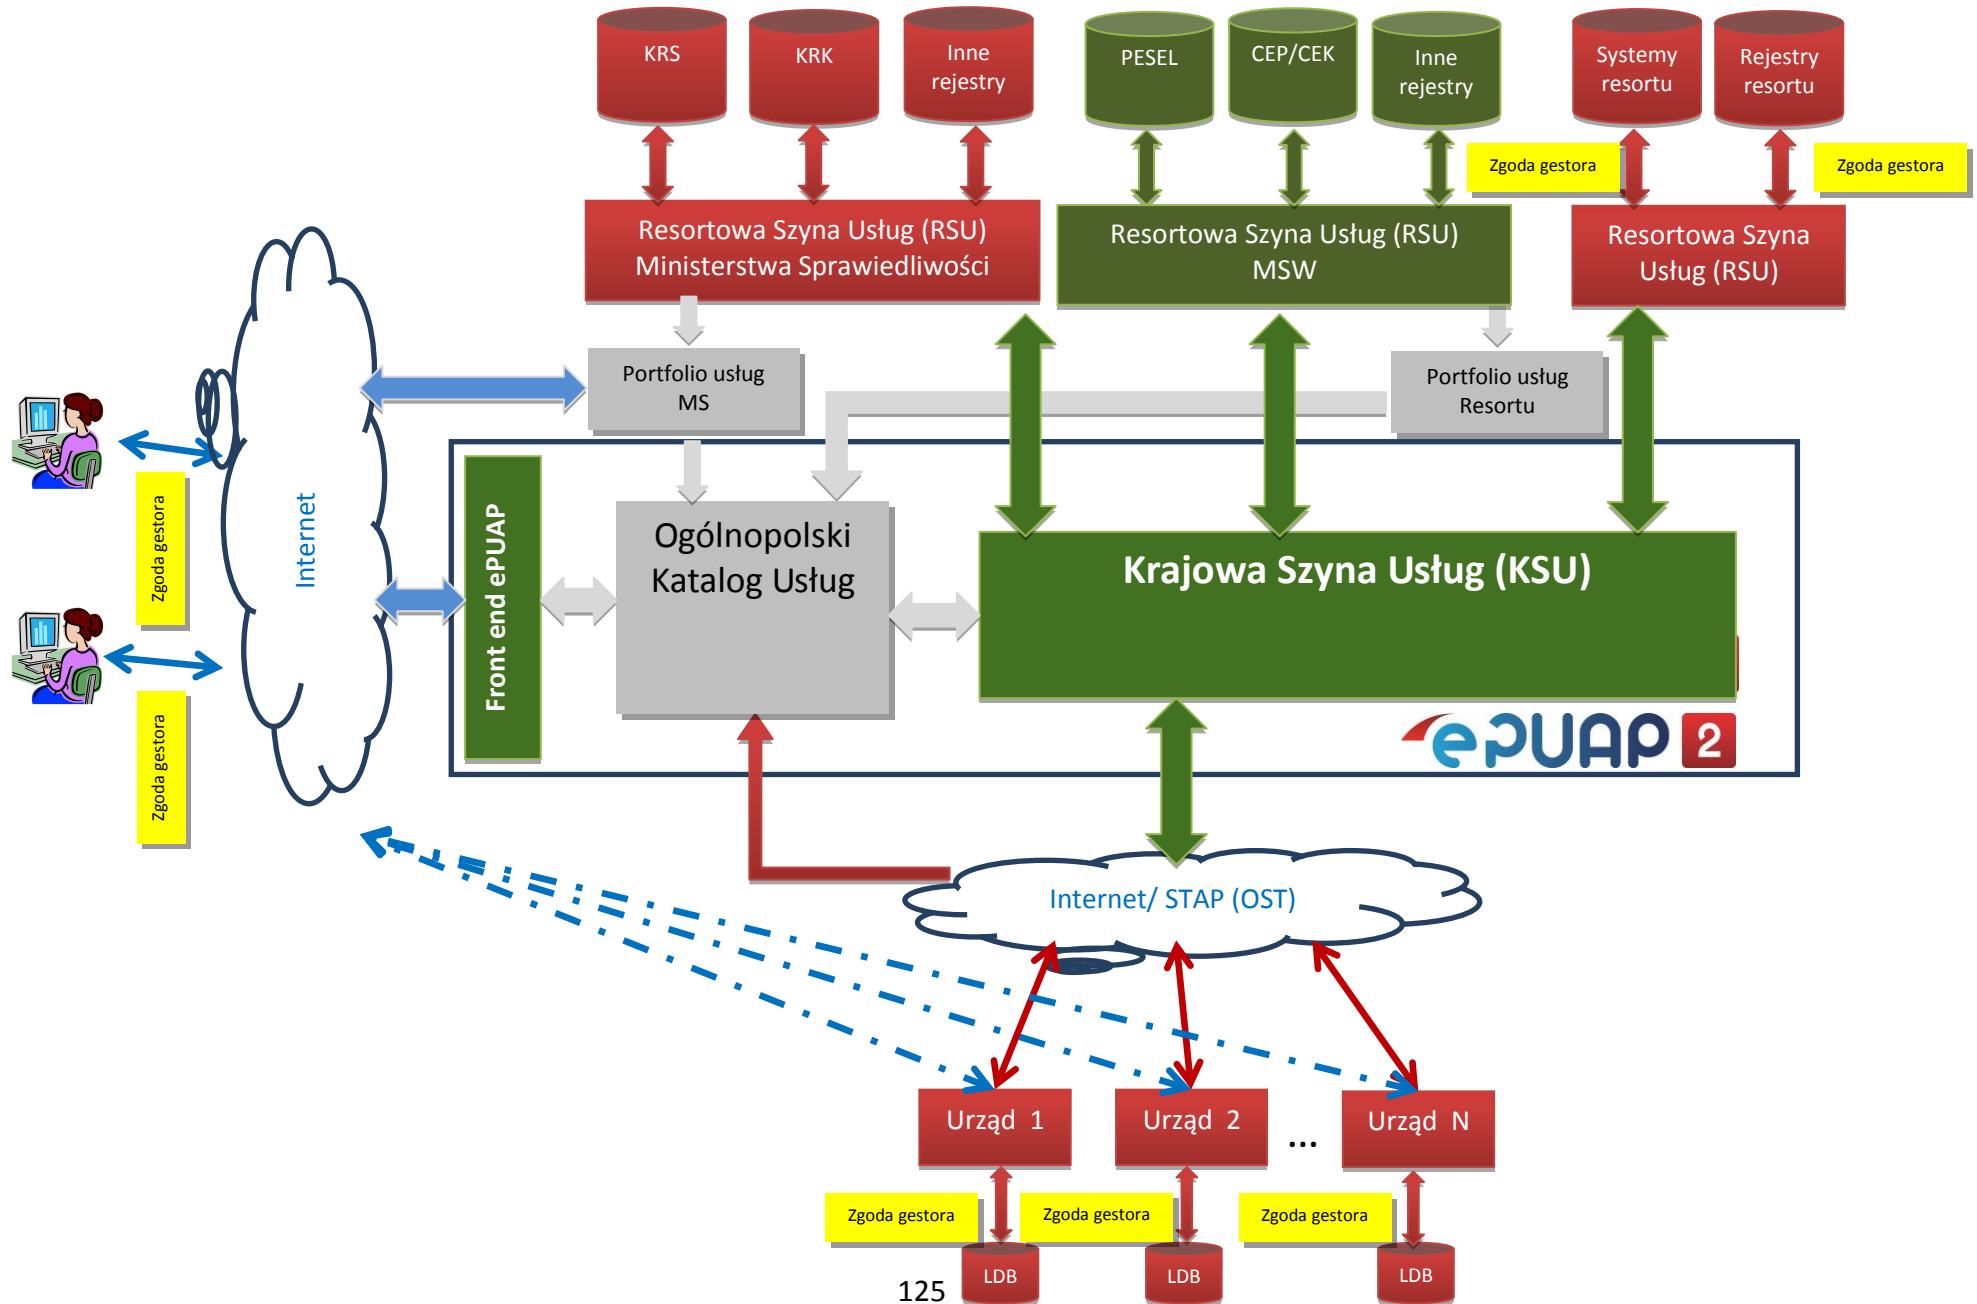 KRS
KRK
Inne
rejestry
PESEL
CEP/CEK
Inne
rejestry
Systemy
resortu
Rejestry
resortu
Zgoda gestora
Zgoda gestora
Resortowa Szyna Usług (RSU)
Ministerstwa Sprawiedliwości
Resortowa Szyna Usług (RSU)
MSW
Resortowa Szyna
Usług (RSU)
Portfolio usług
MS
Portfolio usług
Resortu
Zgoda gestora
Zgoda gestora
Internet
Front end ePUAP
Ogólnopolski
Katalog Usług
Krajowa Szyna Usług (KSU)
ePUAP 2
Internet/ STAP (OST)
Urząd 1
Urząd 2
...
Urząd N
Zgoda gestora
Zgoda gestora
Zgoda gestora
LDB
LDB
LDB
125